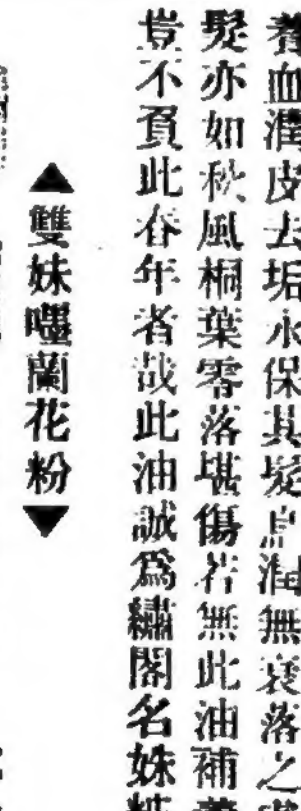 養血潤皮去垢永保其髮烏潤無衰落之
髮亦如秋風桐葉零落堪傷若無此油補養
豈不負此春年者哉此油誠爲繡閣名姝
▲雙妹嚜蘭花粉▼